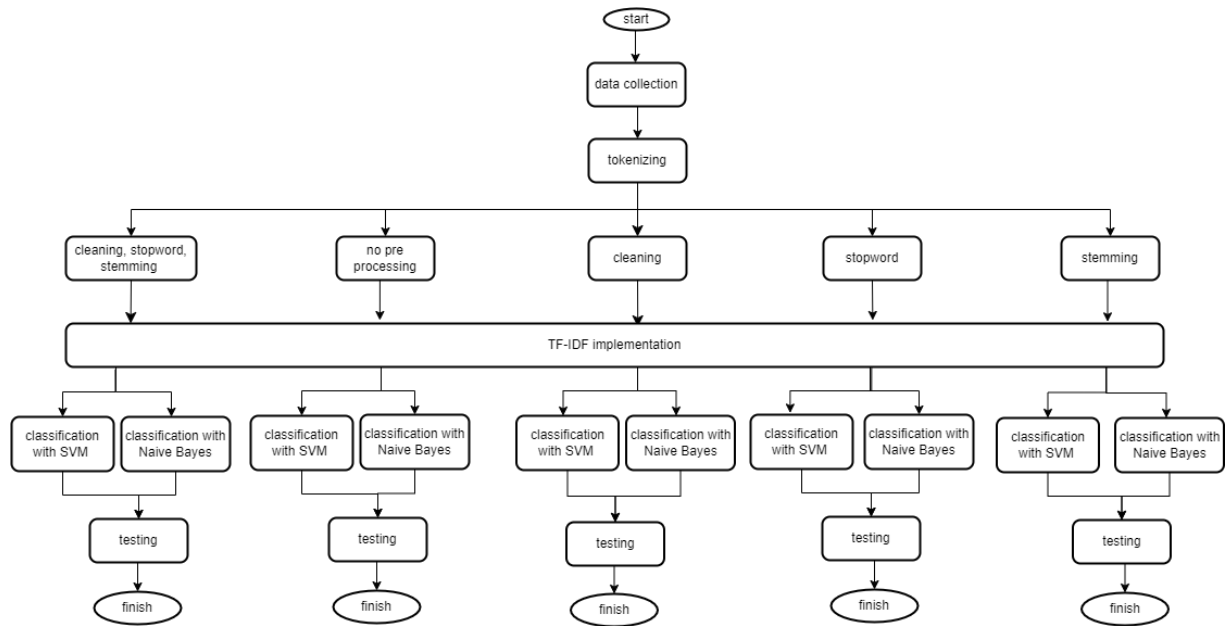 start
data collection
tokenizing
cleaning, stopword,
stemming
no pre
processing
cleaning
stopword
stemming
TF-IDF implementation
classification
with SVM
classification with
Naive Bayes
classification
with SVM
classification with
Naive Bayes
classification
with SVM
classification with
Naive Bayes
classification
with SVM
classification with
Naive Bayes
classification
with SVM
classification with
Naive Bayes
testing
testing
testing
testing
testing
finish
finish
finish
finish
finish